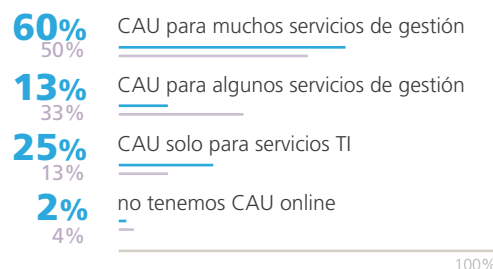 60% CAU para muchos servicios de gestión
50%
13% CAU para algunos servicios de gestión
33%
25% CAU solo para servicios TI
13%
2% no tenemos CAU online
4%
100%